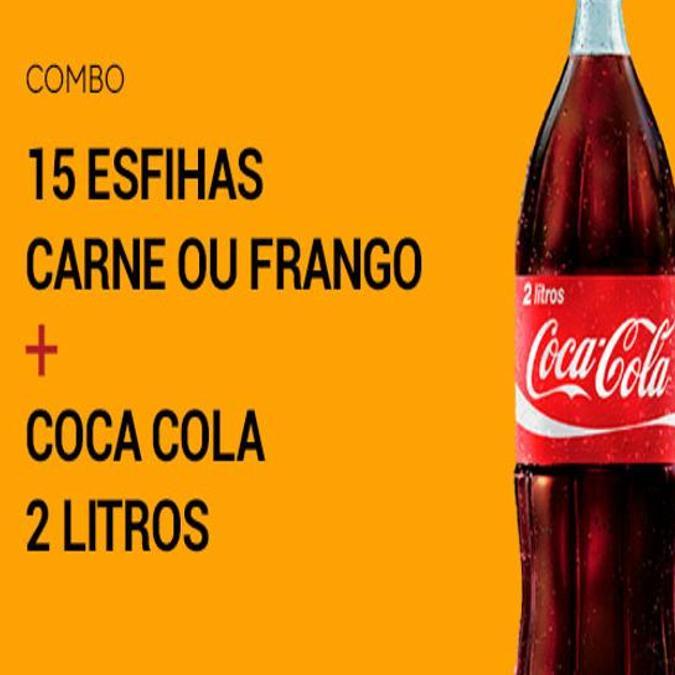 COMBO
15 ESFIHAS
CARNE OU FRANGO
+
COCA COLA
2 LITROS
2 litros
Coca-Cola